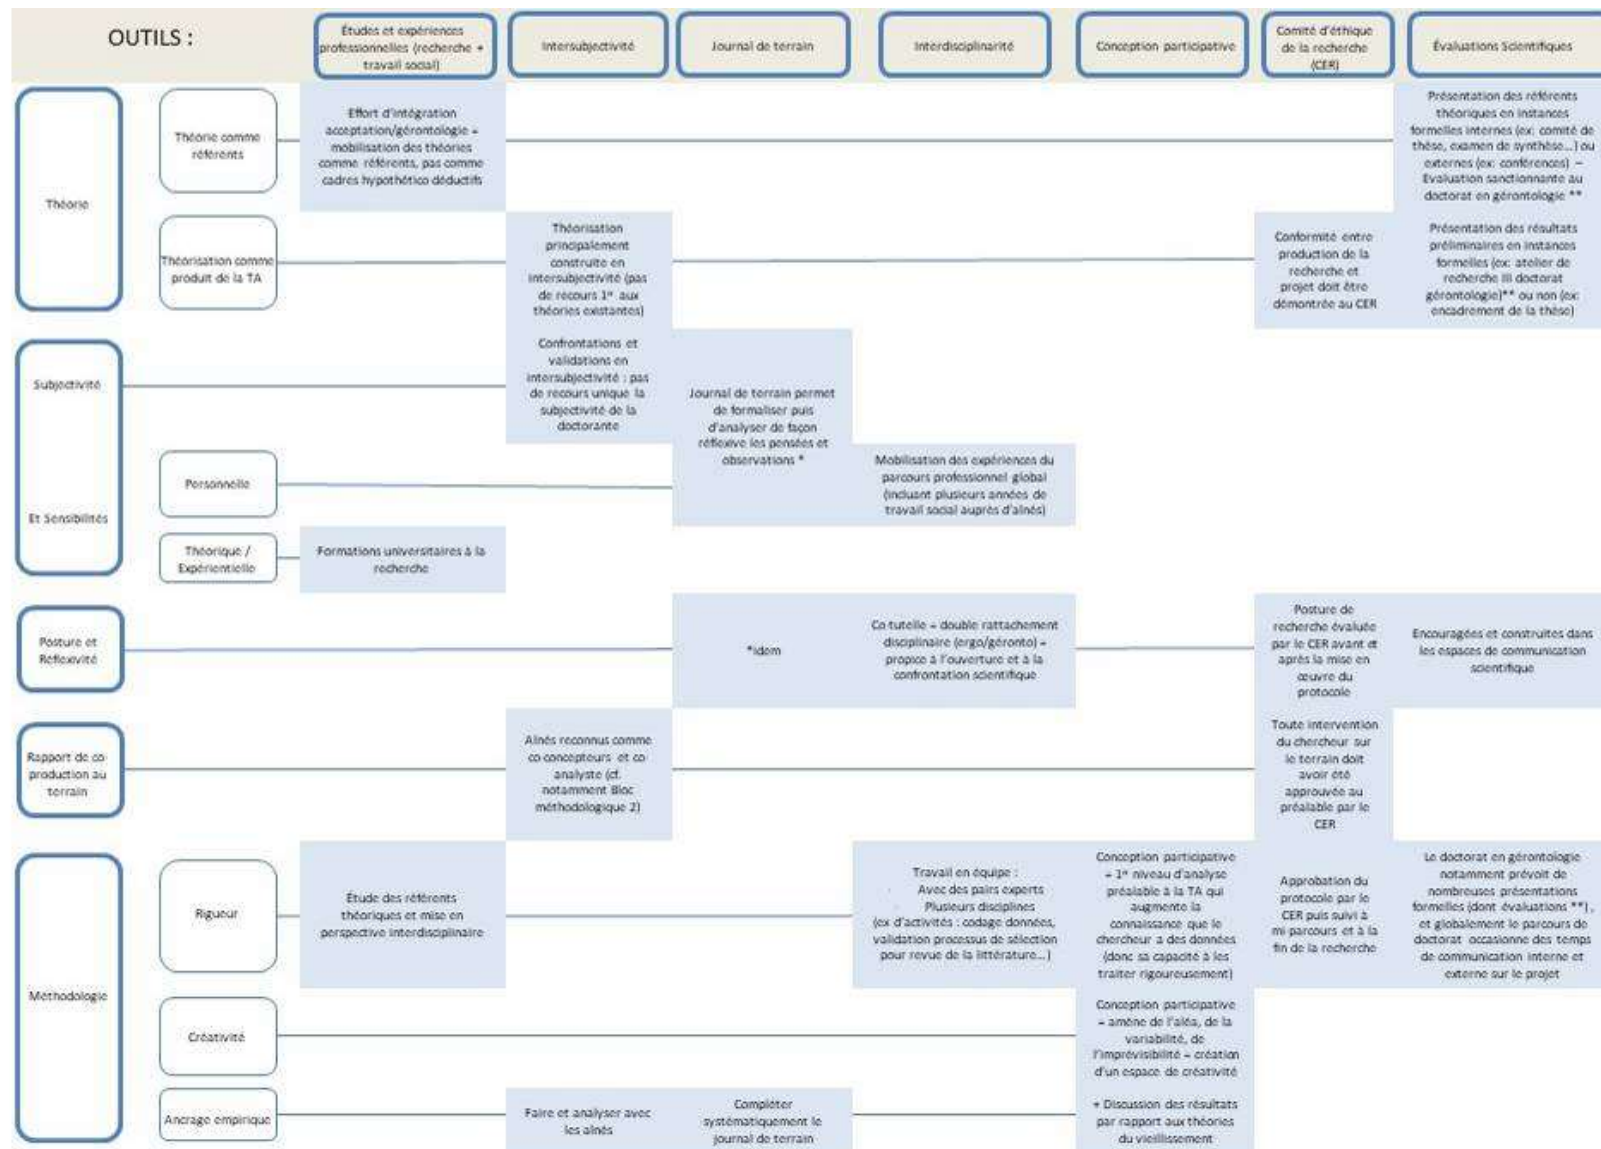 OUTILS :
Études et expériences
professionnelles (recherche +
travail social)
Intersubjectivité
Journal de terrain
Interdisciplinarité
Conception participative
Comité d'éthique
de la recherche
(CER)
Évaluations Scientifiques
Théorie
Théorie comme
référents
Effort d'intégration
acceptation/gérontologie =
mobilisation des théories
comme référents, pas comme
cadres hypothético déductifs
Présentation des référents
théoriques en instances
formelles internes (ex: comité de
thèse, examen de synthèse...) ou
externes (ex: conférences) –
Evaluation sanctionnante au
doctorat en gérontologie **
Théorisation comme
produit de la TA
Théorisation
principalement
construite en
intersubjectivité (pas
de recours 1er aux
théories existantes)
Conformité entre
production de la
recherche et
projet doit être
démontrée au CER
Présentation des résultats
préliminaires en instances
formelles (ex: atelier de
recherche III doctorat
gérontologie)** ou non (ex:
encadrement de la thèse)
Subjectivité
Et Sensibilités
Confrontations et
validations en
intersubjectivité : pas
de recours unique la
subjectivité de la
doctorante
Journal de terrain permet
de formaliser puis
d'analyser de façon
réflexive les pensées et
observations *
Personnelle
Mobilisation des expériences du
parcours professionnel global
(incluant plusieurs années de
travail social auprès d'aînés)
Théorique /
Expérientielle
Formations universitaires à la
recherche
Posture et
Réflexivité
*idem
Co tutelle = double rattachement
disciplinaire (ergo/géronto) =
propice à l'ouverture et à la
confrontation scientifique
Posture de
recherche évaluée
par le CER avant et
après la mise en
œuvre du
protocole
Encouragées et construites dans
les espaces de communication
scientifique
Rapport de co
production au
terrain
Aînés reconnus comme
co concepteurs et co
analyste (cf.
notamment Bloc
méthodologique 2)
Toute intervention
du chercheur sur
le terrain doit
avoir été
approuvée au
préalable par le
CER
Méthodologie
Rigueur
Étude des référents
théoriques et mise en
perspective interdisciplinaire
Travail en équipe :
· Avec des pairs experts
· Plusieurs disciplines
(ex d'activités : codage données,
validation processus de sélection
pour revue de la littérature...)
Conception participative
= 1er niveau d'analyse
préalable à la TA qui
augmente la
connaissance que le
chercheur a des données
(donc sa capacité à les
traiter rigoureusement)
Approbation du
protocole par le
CER puis suivi à
mi parcours et à la
fin de la recherche
Le doctorat en gérontologie
notamment prévoit de
nombreuses présentations
formelles (dont évaluations **) ,
et globalement le parcours de
doctorat occasionne des temps
de communication interne et
externe sur le projet
Créativité
Conception participative
= amène de l'aléa, de la
variabilité, de
l'imprévisibilité = création
d'un espace de créativité
Ancrage empirique
Faire et analyser avec
les aînés
Compléter
systématiquement le
journal de terrain
+ Discussion des résultats
par rapport aux théories
du vieillissement